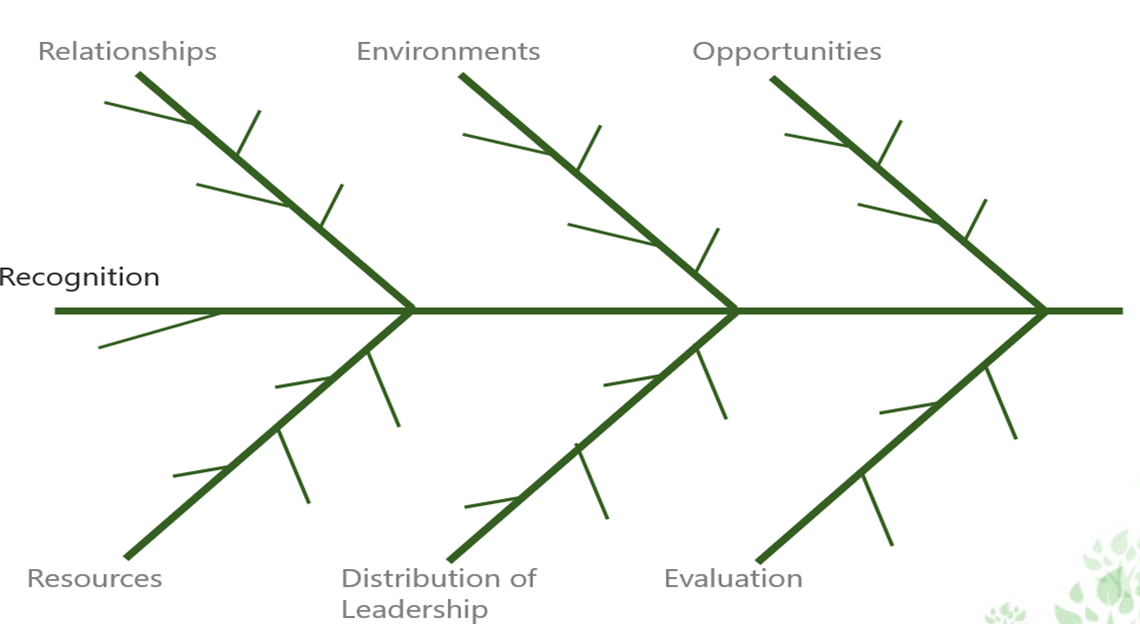 Relationships
Environments
Opportunities
Recognition
Resources
Distribution of
Leadership
Evaluation